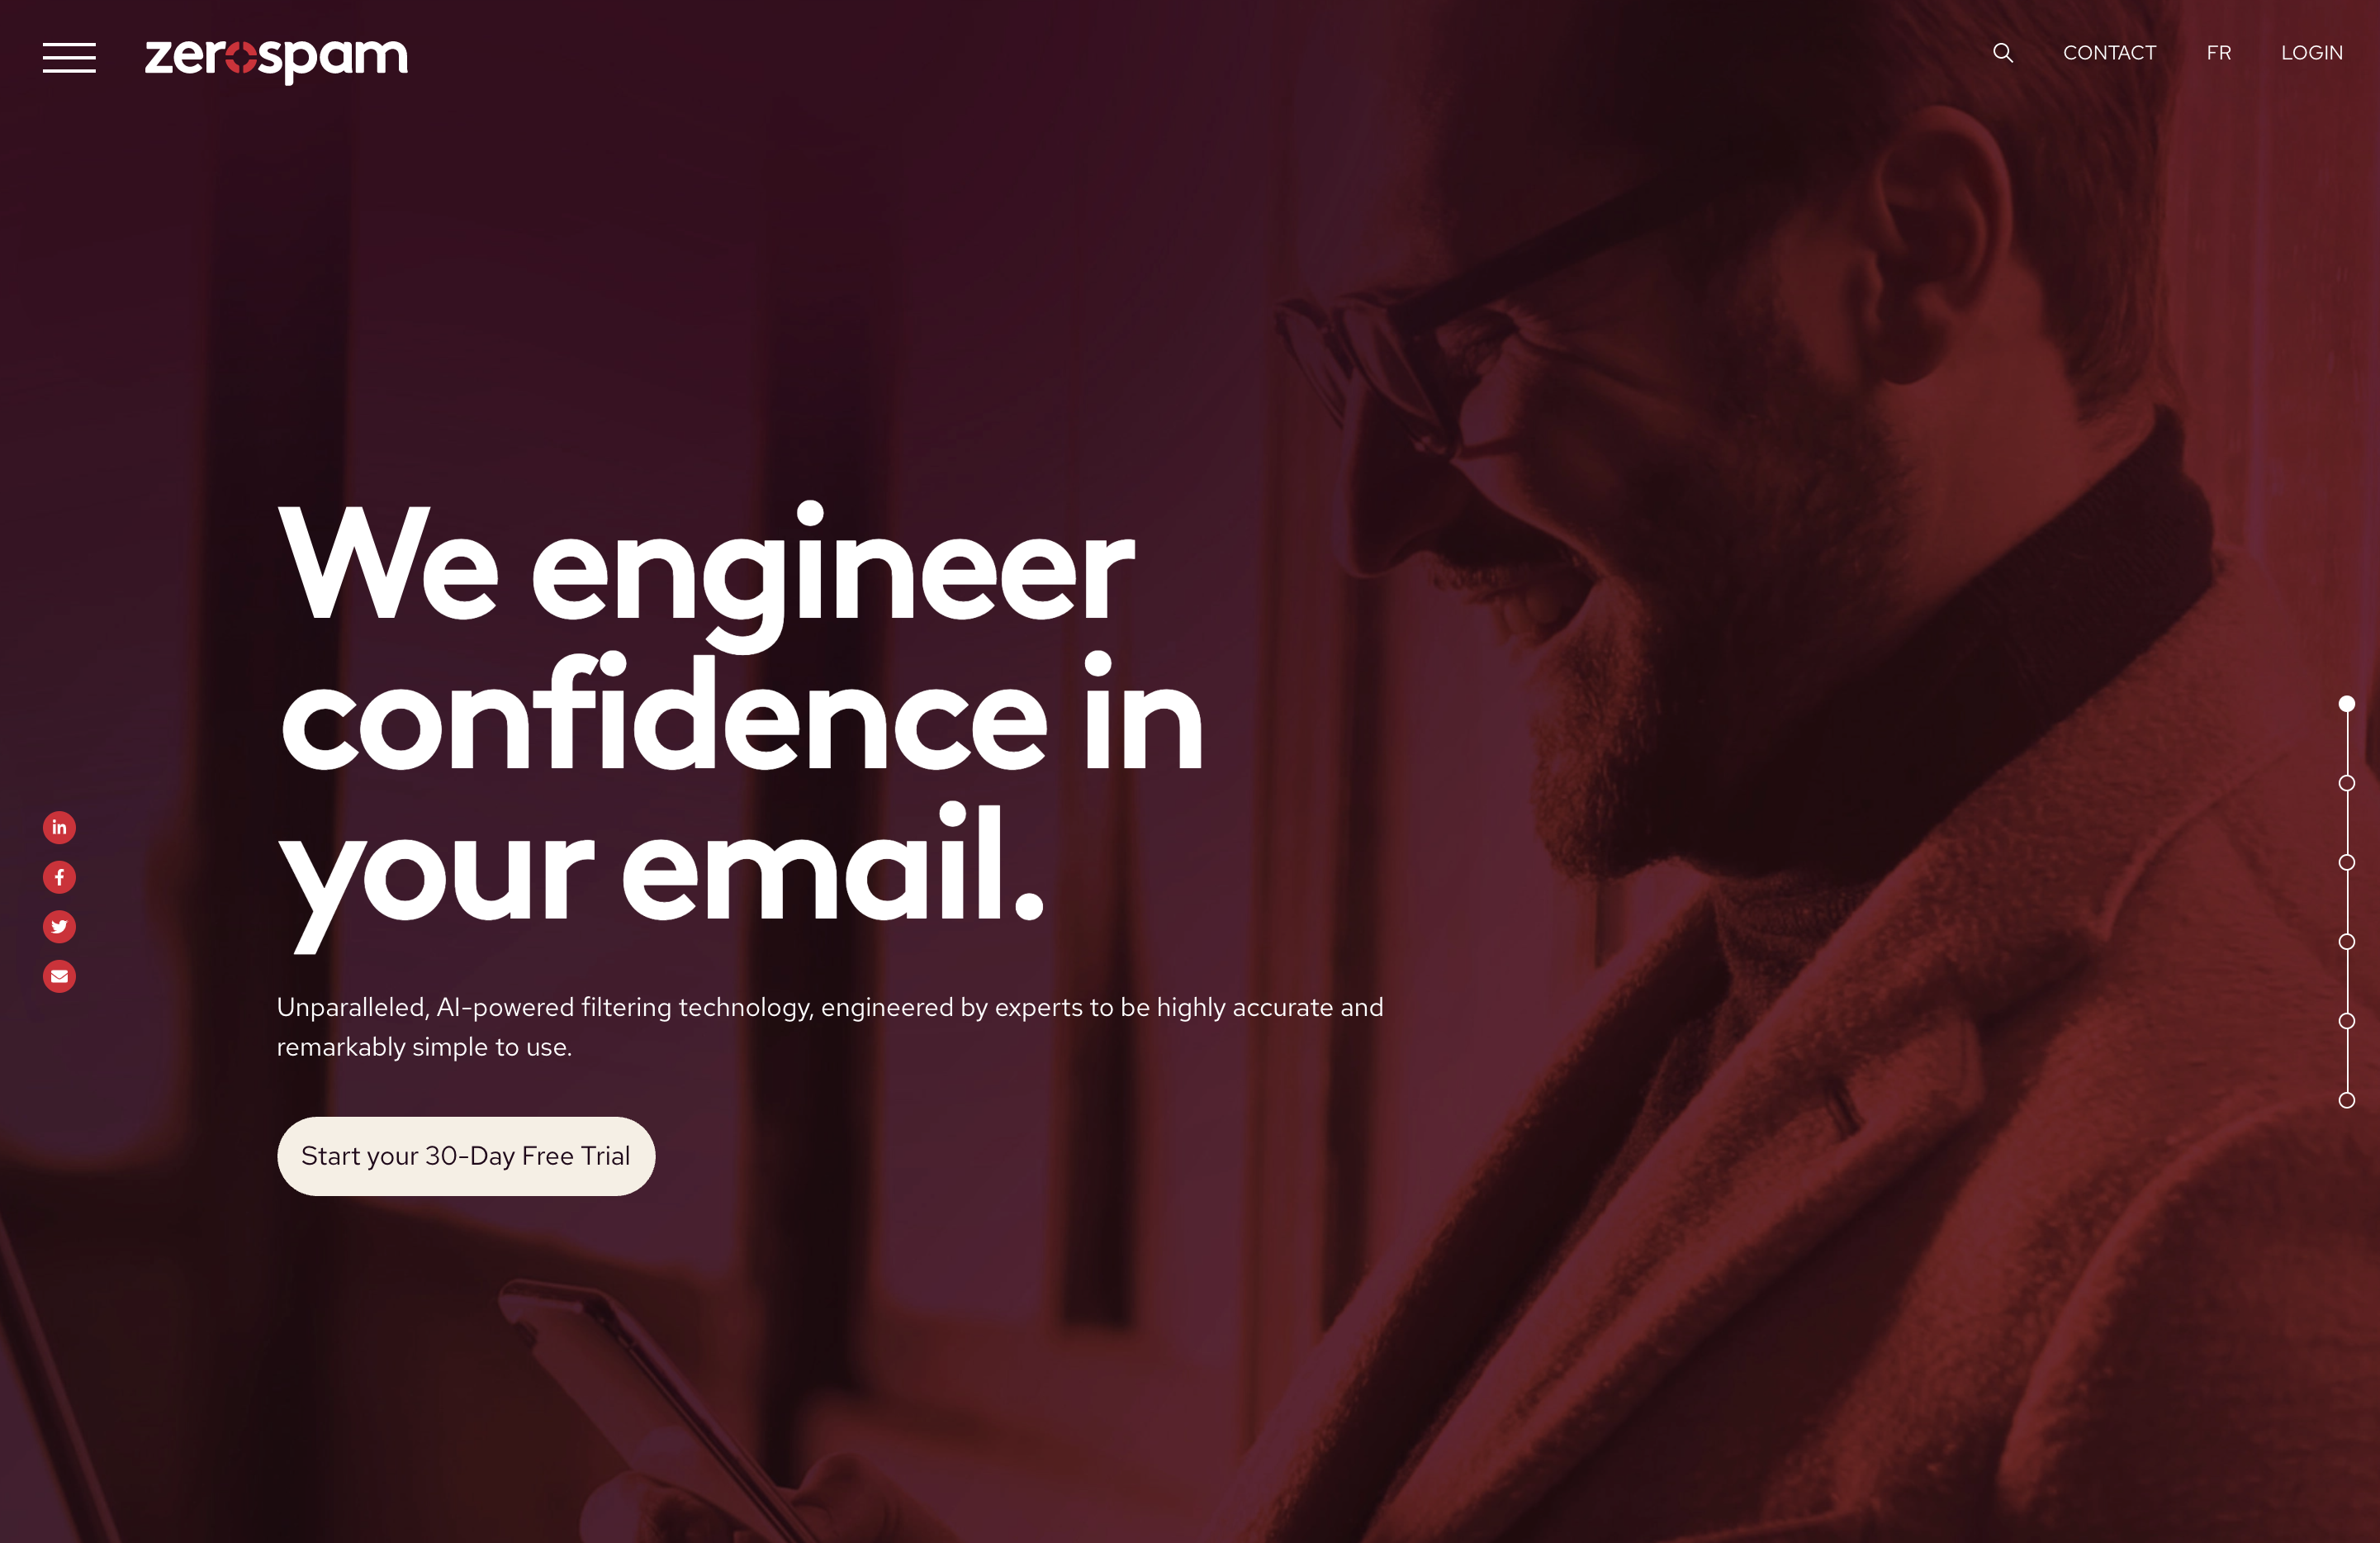 zerospam
CONTACT
FR
LOGIN
We engineer
confidence in
your email.
in
f
Unparalleled, AI-powered filtering technology, engineered by experts to be highly accurate and
remarkably simple to use.
Start your 30-Day Free Trial